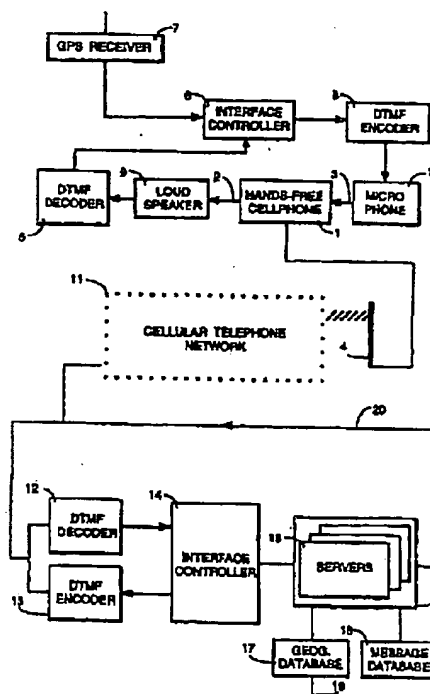 7
GPS RECEIVER
6
INTERFACE
CONTROLLER
DTMF
ENCODER
DTMF
DECODER
5
9
LOUD
SPEAKER
2
HANDS-FREE
CELLPHONE
1
3
MICRO
PHONE
11
CELLULAR TELEPHONE
NETWORK
4
20
12
DTMF
DECODER
14
INTERFACE
CONTROLLER
DTMF
ENCODER
13
SERVERS
17
GEOG.
DATABASE
MESSAGE
DATABASE